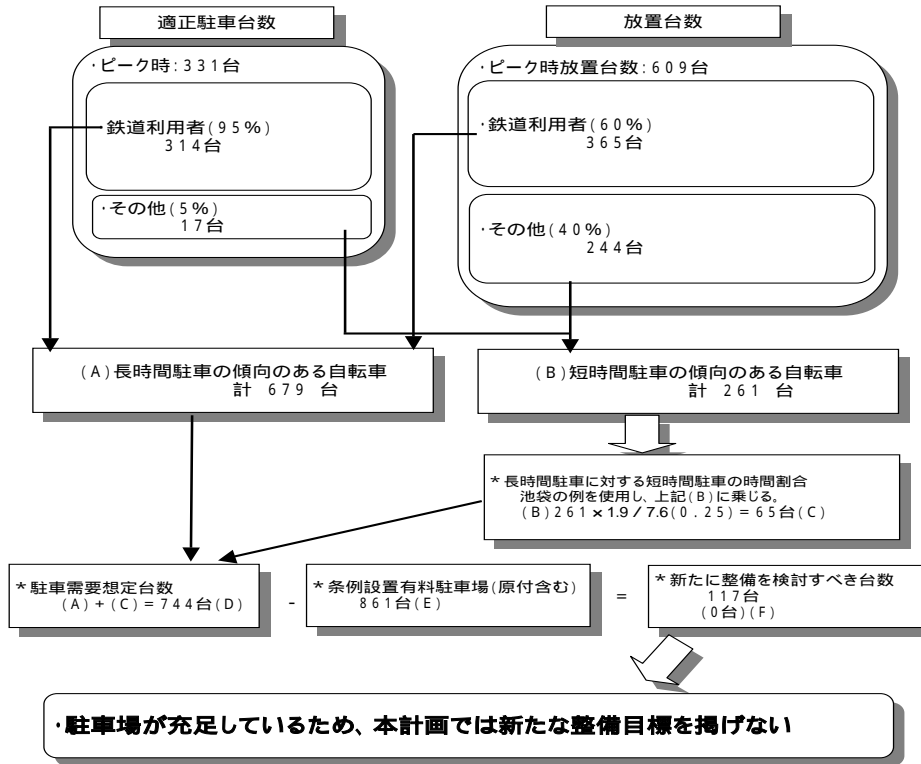 適正駐車台数
・ピーク時:331台
・鉄道利用者(95%)
314台
・その他(5%)
17台
放置台数
・ピーク時放置台数:609台
・鉄道利用者(60%)
365台
・その他(40%)
244台
(A)長時間駐車の傾向のある自転車
計 679 台
(B)短時間駐車の傾向のある自転車
計 261 台
*長時間駐車に対する短時間駐車の時間割合
池袋の例を使用し、上記(B)に乗じる。
(B)261×1.9/7.6(0.25)=65台(C)
*駐車需要想定台数
(A)+(C)=744台(D)
-
*条例設置有料駐車場(原付含む)
861台(E)
=
*新たに整備を検討すべき台数
117台
(0台)(F)
・駐車場が充足しているため、本計画では新たな整備目標を掲げない